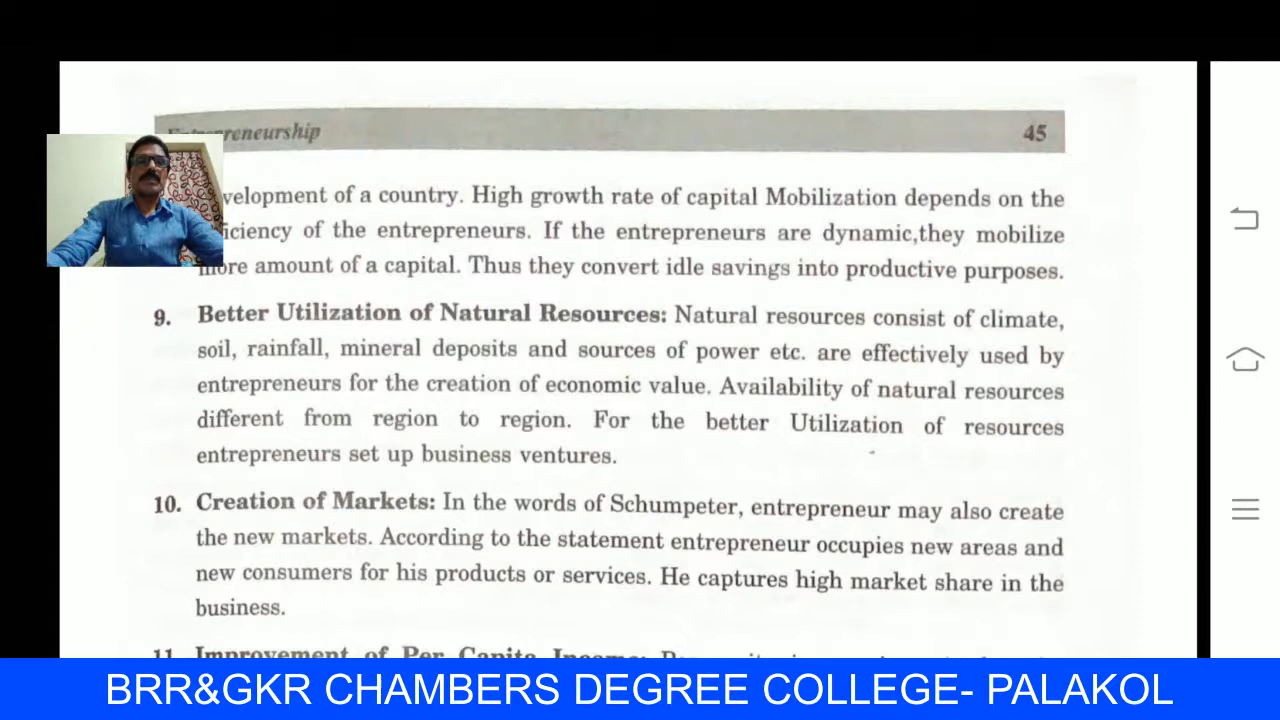 Entrepreneurship 45
velopment of a country. High growth rate of capital Mobilization depends on the
iciency of the entrepreneurs. If the entrepreneurs are dynamic,they mobilize
more amount of a capital. Thus they convert idle savings into productive purposes.
9. Better Utilization of Natural Resources: Natural resources consist of climate,
soil, rainfall, mineral deposits and sources of power etc. are effectively used by
entrepreneurs for the creation of economic value. Availability of natural resources
different from region to region. For the better Utilization of resources
entrepreneurs set up business ventures.
10. Creation of Markets: In the words of Schumpeter, entrepreneur may also create
the new markets. According to the statement entrepreneur occupies new areas and
new consumers for his products or services. He captures high market share in the
business.
11. Improvement of Per Capita Income:
BRR&GKR CHAMBERS DEGREE COLLEGE- PALAKOL